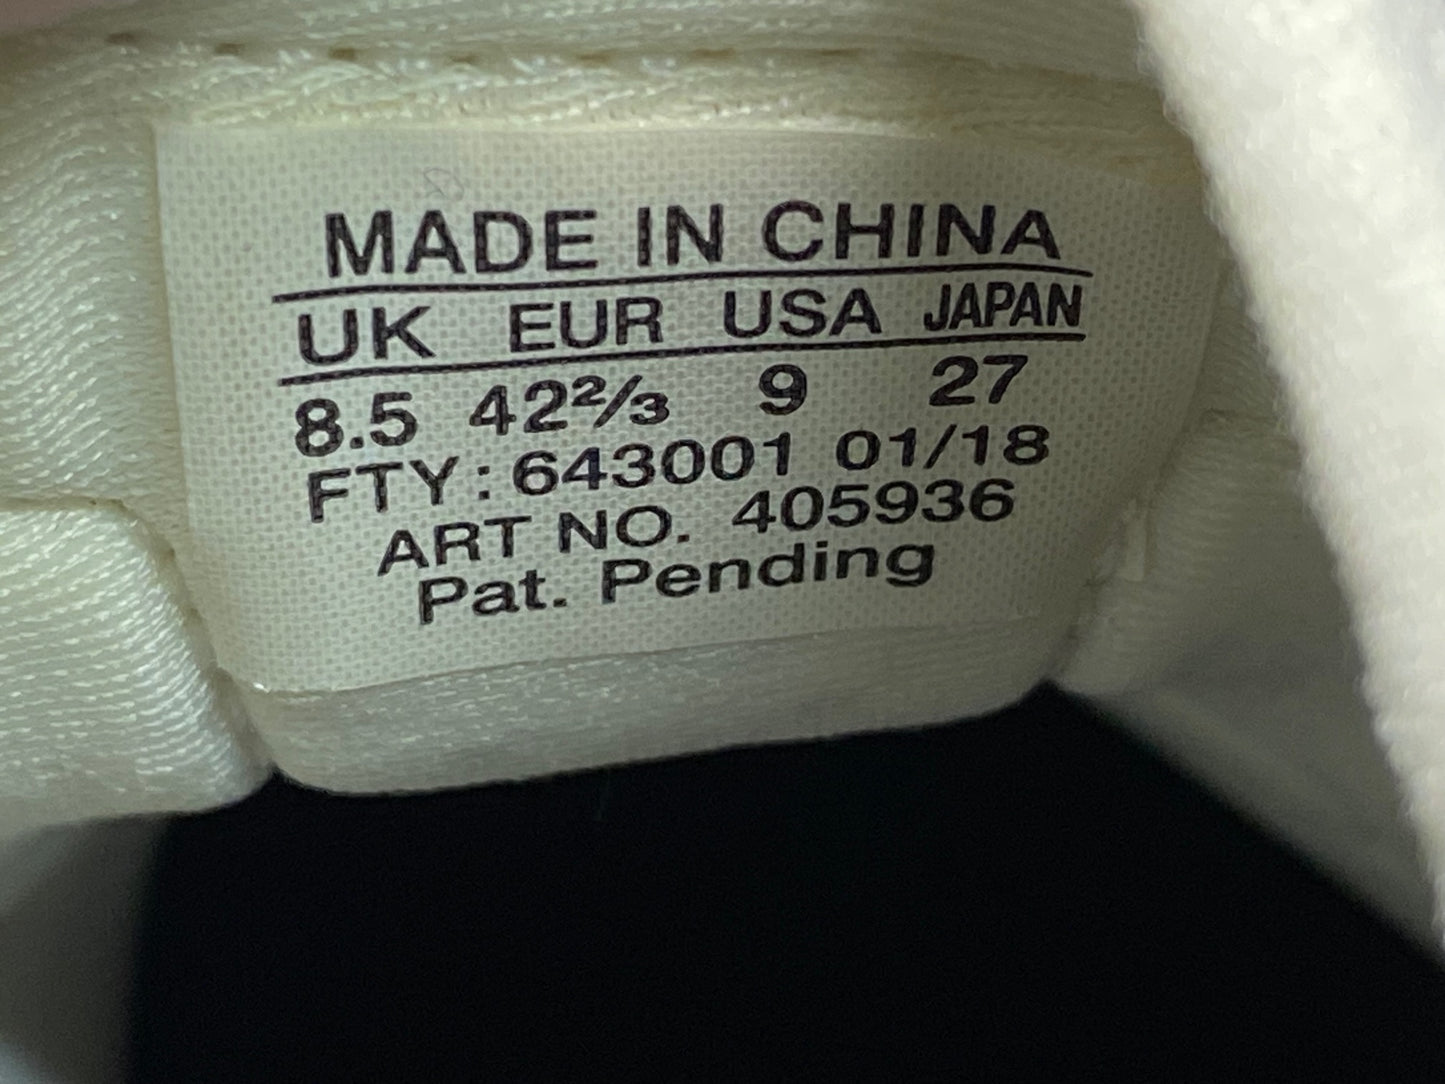 MADE IN CHINA
UK EUR USA JAPAN
8.5 42⅔ 9 27
FTY: 643001 01/18
ART NO. 405936
Pat. Pending